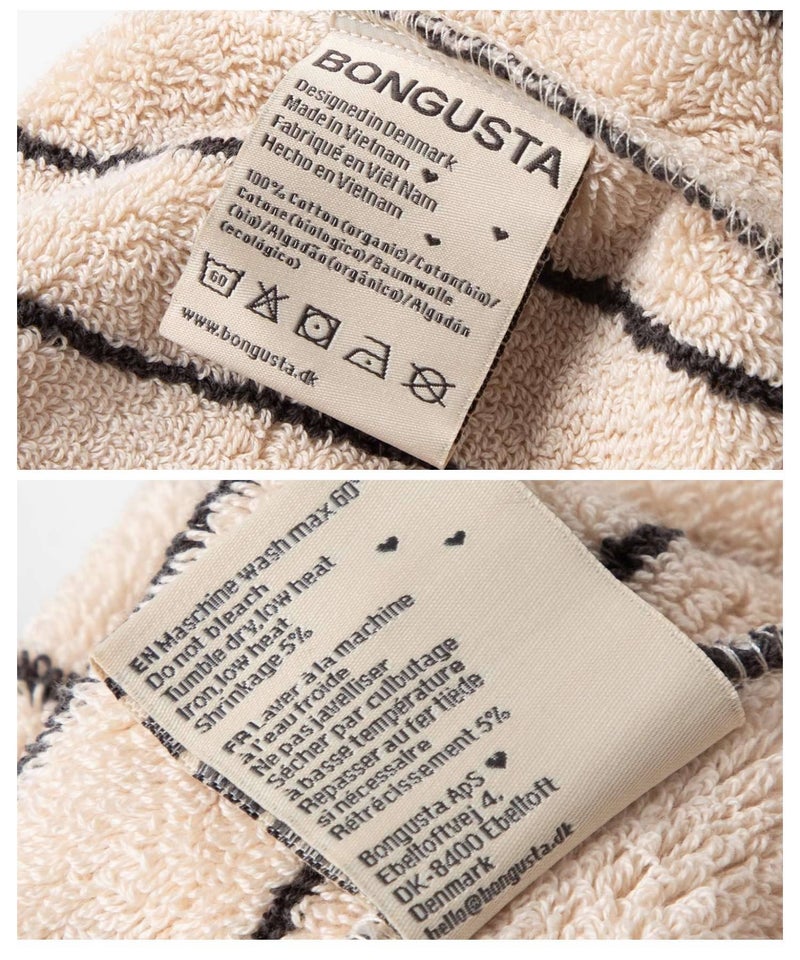 BONGUSTA
Designed in Denmark
Made in Vietnam
Fabriqué en Viêt Nam
Hecho en Vietnam
100% Cotton (organic)/Coton(bio)/
Cotone (biologico)/Baumwolle
(bio)/Algodão (orgânico)/Algodón
(ecológico)
60
www.bongusta.dk
EN Maschine wash max 60°
Do not bleach
Tumble dry, low heat
Iron, low heat
Shrinkage 5%
FR Laver à la machine
à l'eau froide
Ne pas javelliser
Sécher par culbutage
à basse température
Repasser au fer tiède
si nécessaire
Rétrécissement 5%
Bongusta ApS
Ebelloftvej 4,
DK-8400 Ebelloft
Denmark
hello@bongusta.dk